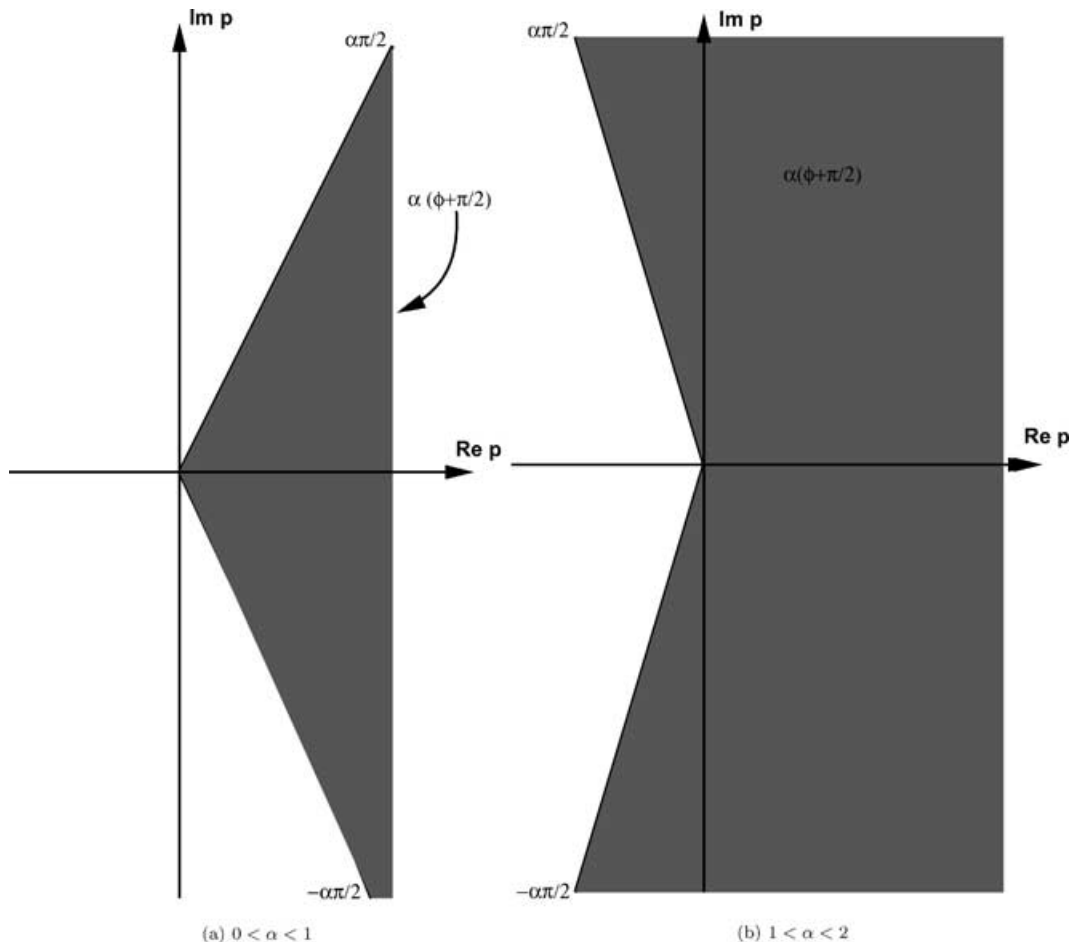 Im p
απ/2
α (ϕ+π/2)
Re p
−απ/2
(a) 0 < α < 1
Im p
απ/2
α(ϕ+π/2)
Re p
−απ/2
(b) 1 < α < 2